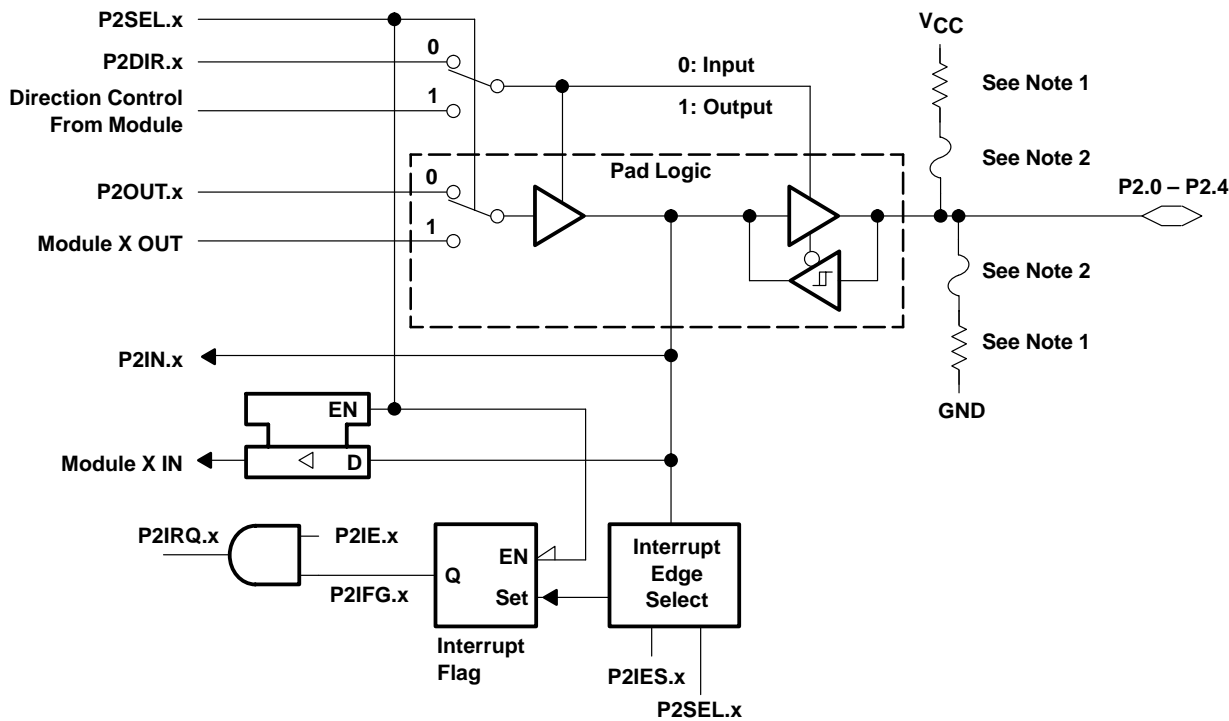 P2SEL.x
P2DIR.x
0
Direction Control
From Module
1
0: Input
1: Output
VCC
See Note 1
See Note 2
Pad Logic
P2OUT.x
0
Module X OUT
1
P2.0 – P2.4
See Note 2
See Note 1
GND
P2IN.x
EN
Module X IN
D
P2IRQ.x
P2IE.x
P2IFG.x
Q
EN
Set
Interrupt
Flag
Interrupt
Edge
Select
P2IES.x
P2SEL.x